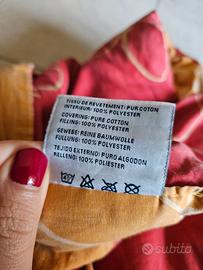 TISSU DE REVETEMENT: PUR COTON
INTERIEUR: 100% POLYESTER
COVERING: PURE COTTON
FILLING: 100% POLYESTER
GEWEBE: REINE BAUMWOLLE
FÜLLUNG: 100% POLYESTER
TEJIDO EXTERNO: PURO ALGODON
RELLENO: 100% POLYESTER
subito